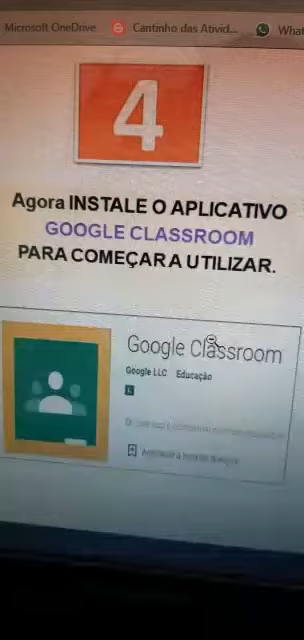 Microsoft OneDrive Cantinho das Ativid... What
4
Agora INSTALE O APLICATIVO
GOOGLE CLASSROOM
PARA COMEÇAR A UTILIZAR.
Google Classroom
Google LLC Educação
L